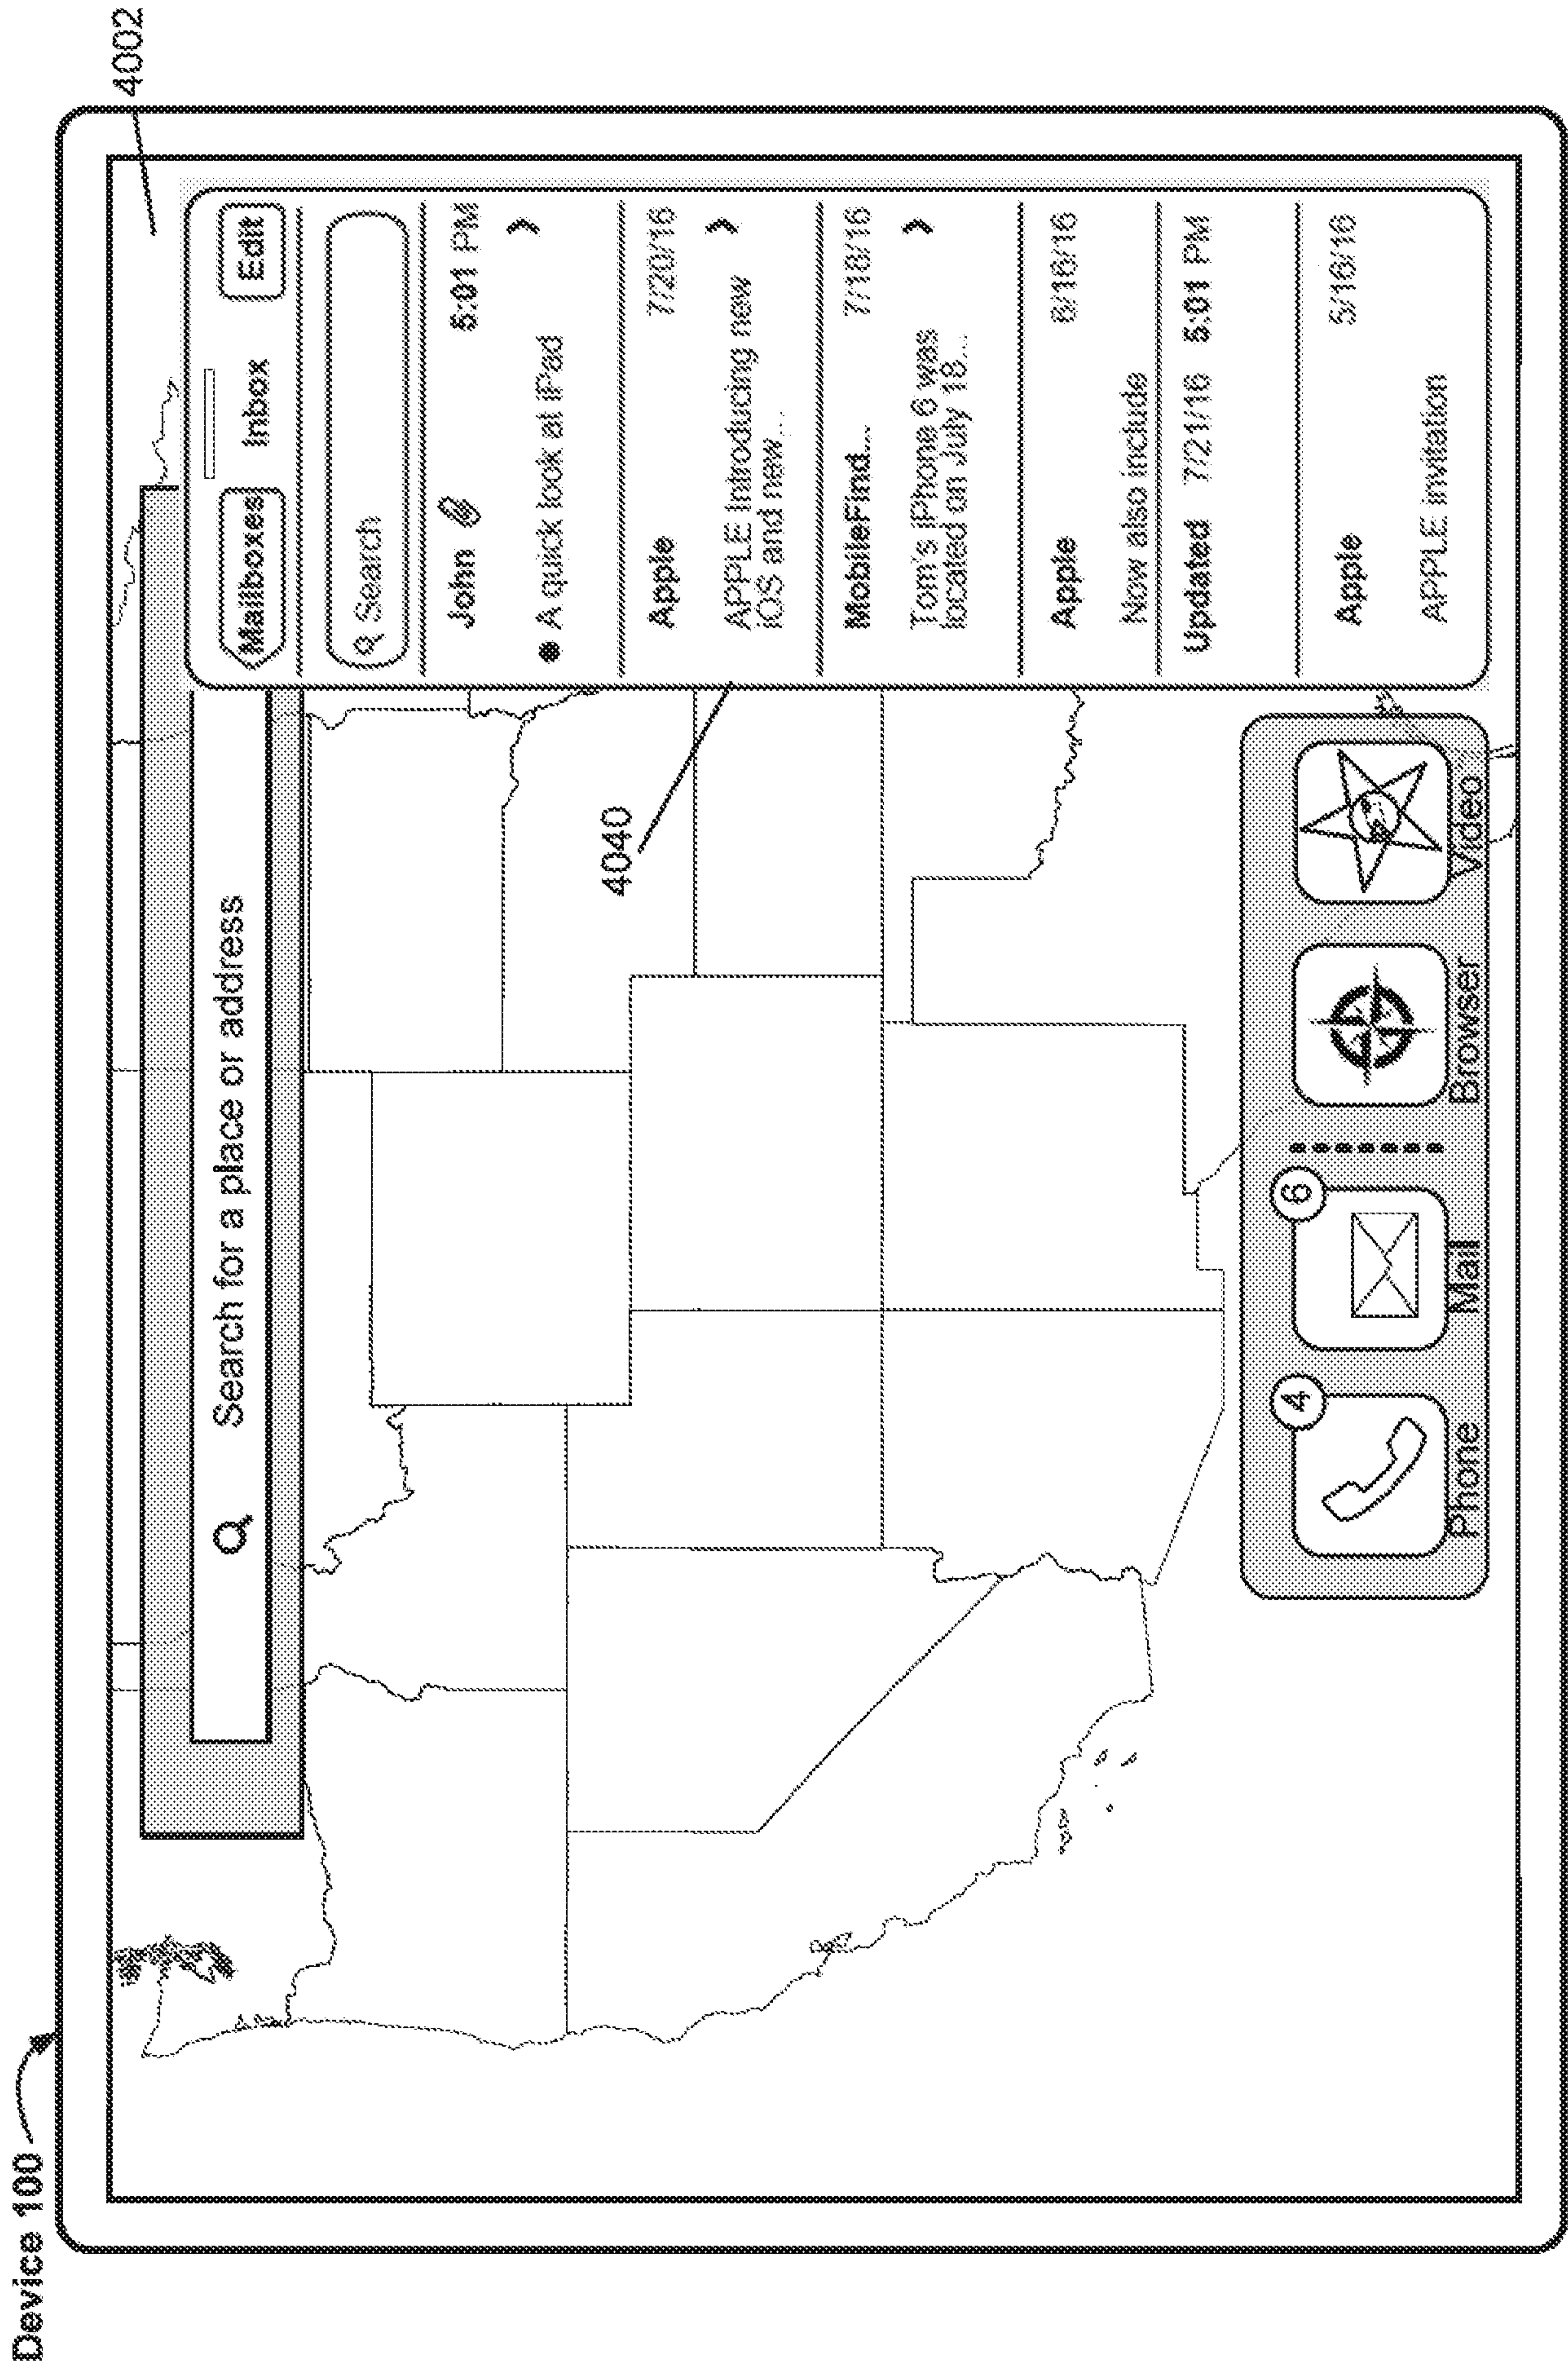 Device 100
4002
Search for a place or address
Mailboxes Inbox Edit
Search
John 5:01 PM
A quick look at iPad
Apple 7/20/16
APPLE Introducing new
iOS and new...
MobileFind... 7/18/16
Tom's iPhone 6 was
located on July 18...
Apple 6/16/16
Now also include
Updated 7/21/16 5:01 PM
Apple 5/16/16
APPLE invitation
4040
4
6
Phone Mail Browser Video